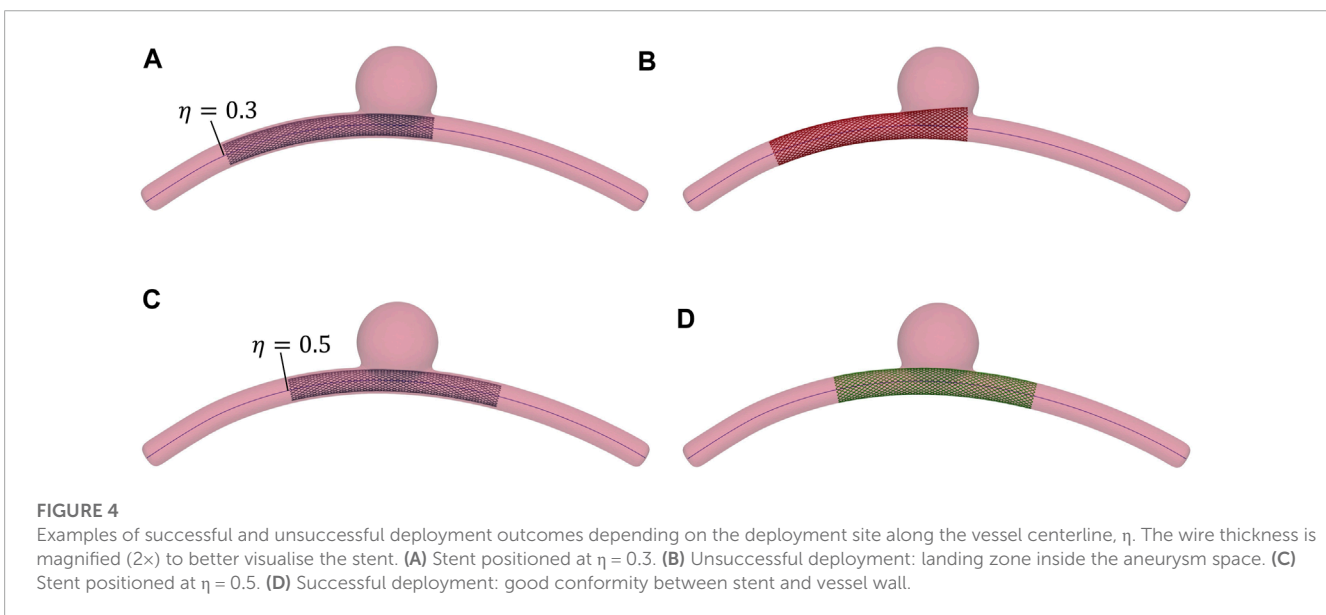 A
B
η = 0.3
C
D
η = 0.5
FIGURE 4
Examples of successful and unsuccessful deployment outcomes depending on the deployment site along the vessel centerline, η. The wire thickness is
magnified (2×) to better visualise the stent. (A) Stent positioned at η = 0.3. (B) Unsuccessful deployment: landing zone inside the aneurysm space. (C)
Stent positioned at η = 0.5. (D) Successful deployment: good conformity between stent and vessel wall.